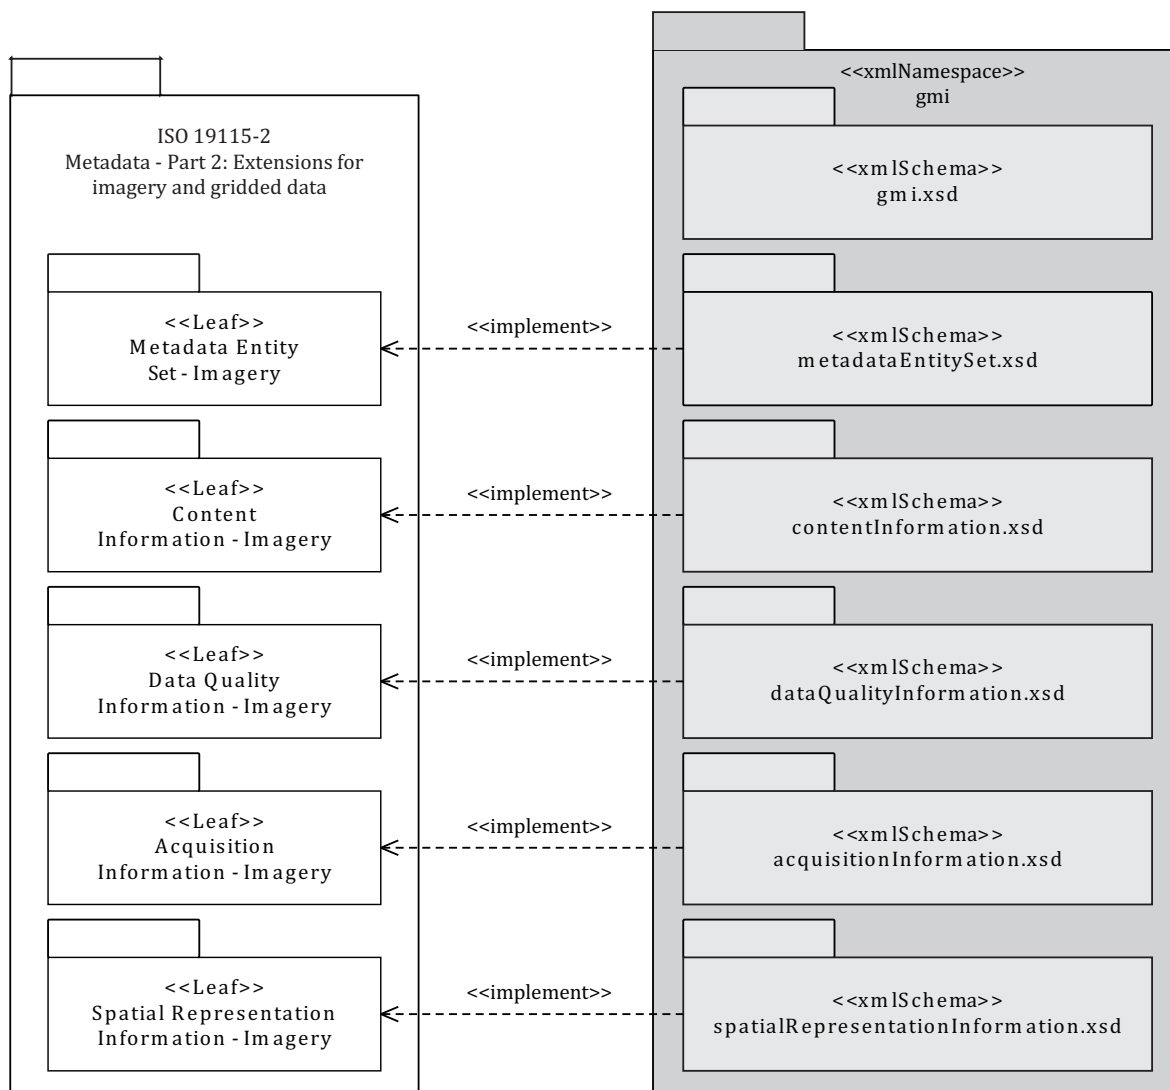 ISO 19115-2
Metadata - Part 2: Extensions for
imagery and gridded data
<<Leaf>>
Metadata Entity
Set - Imagery
<<Leaf>>
Content
Information - Imagery
<<Leaf>>
Data Quality
Information - Imagery
<<Leaf>>
Acquisition
Information - Imagery
<<Leaf>>
Spatial Representation
Information - Imagery
<<implement>>
<<implement>>
<<implement>>
<<implement>>
<<implement>>
<<xmlNamespace>>
gmi
<<xmlSchema>>
gmi.xsd
<<xmlSchema>>
metadataEntitySet.xsd
<<xmlSchema>>
contentInformation.xsd
<<xmlSchema>>
dataQualityInformation.xsd
<<xmlSchema>>
acquisitionInformation.xsd
<<xmlSchema>>
spatialRepresentationInformation.xsd